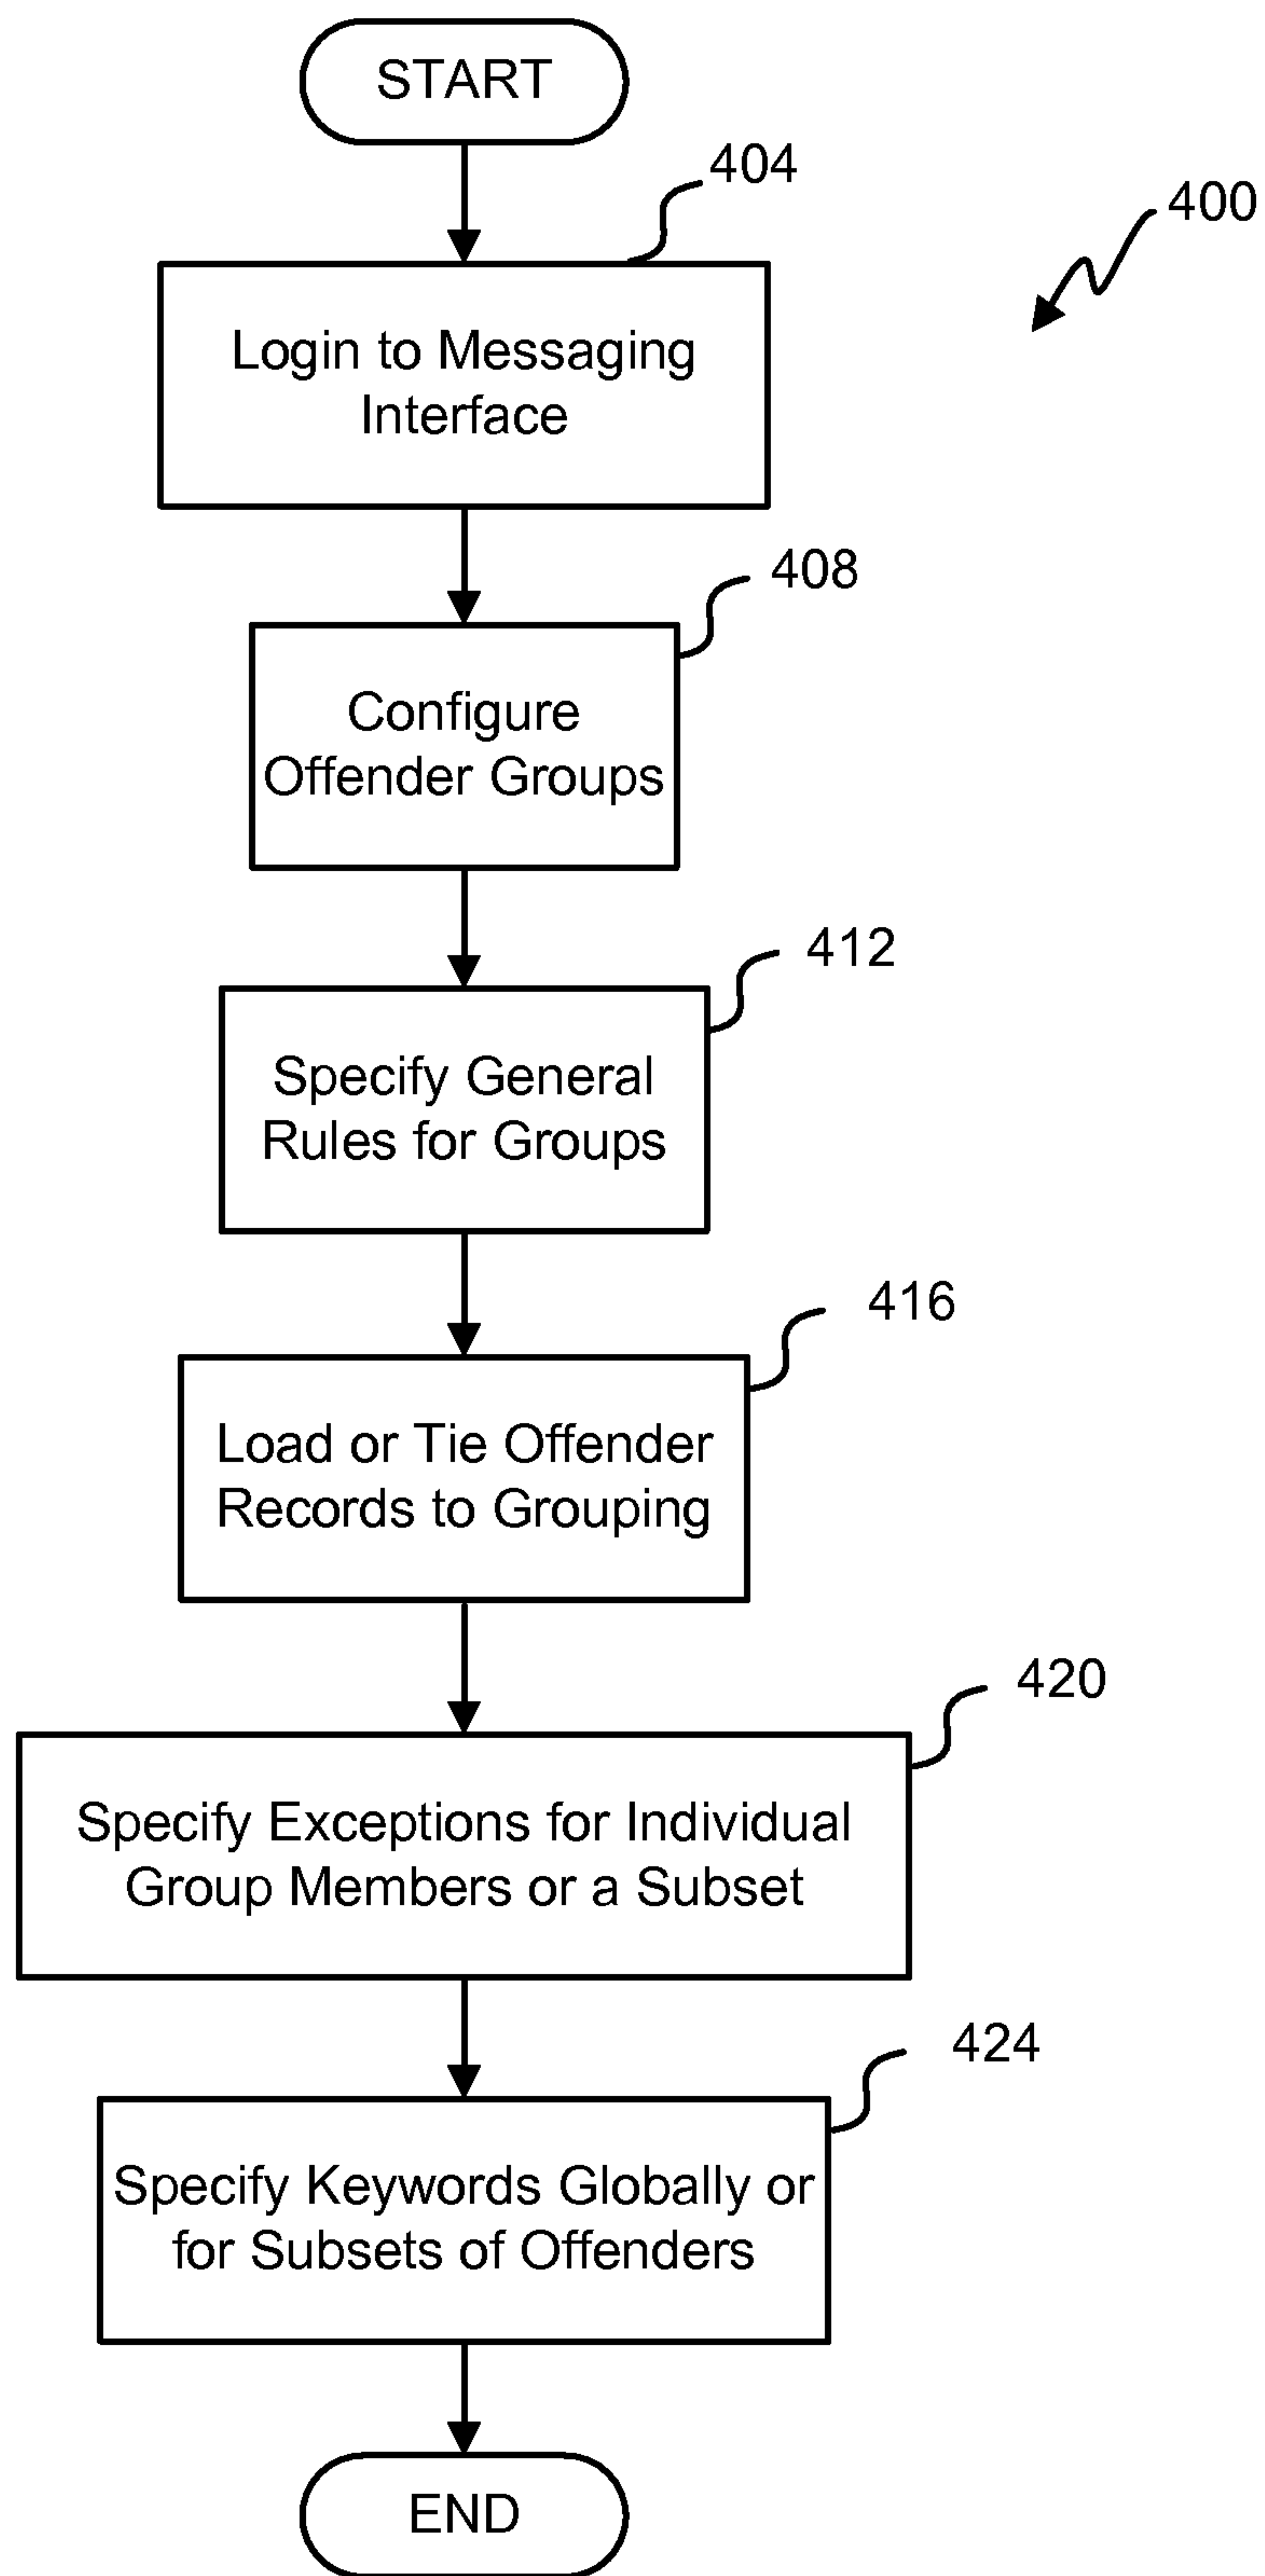 START
404
400
Login to Messaging
Interface
408
Configure
Offender Groups
412
Specify General
Rules for Groups
416
Load or Tie Offender
Records to Grouping
420
Specify Exceptions for Individual
Group Members or a Subset
424
Specify Keywords Globally or
for Subsets of Offenders
END